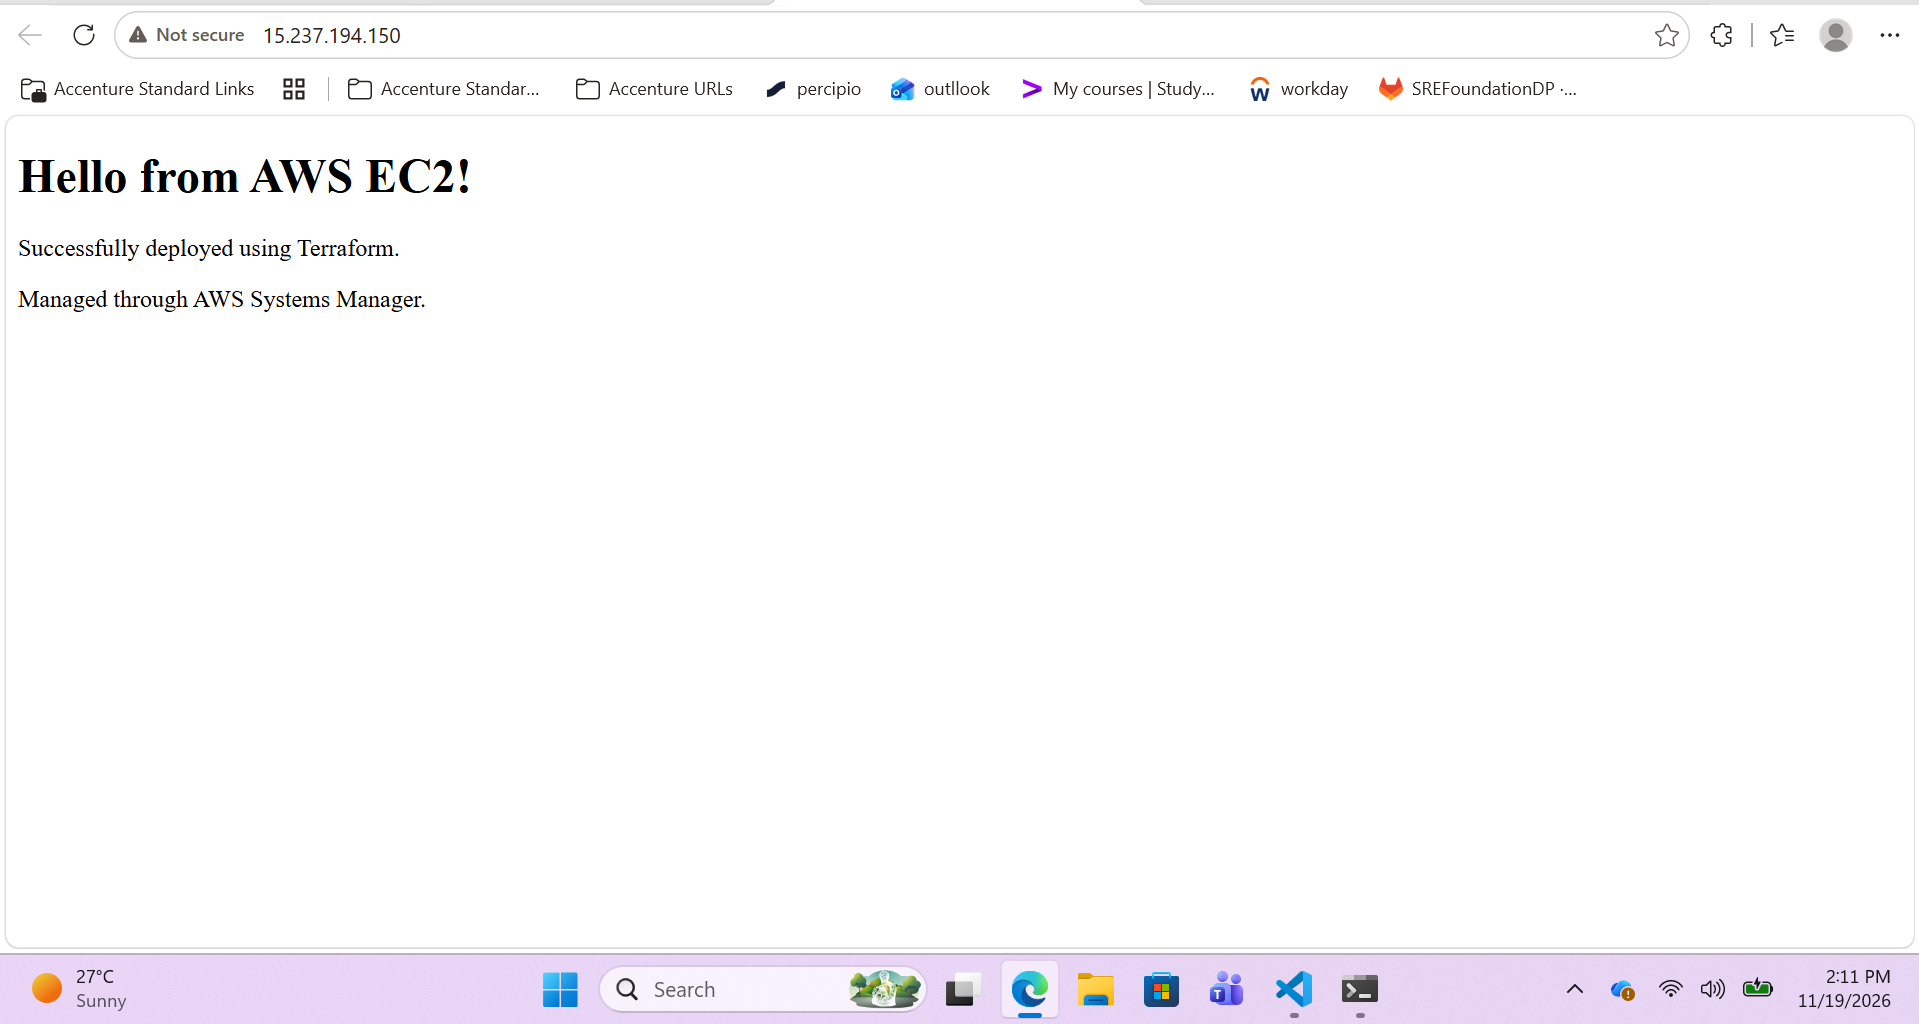 Not secure 15.237.194.150
Accenture Standard Links Accenture Standar... Accenture URLs percipio outllook My courses | Study... workday SREFoundationDP ·...
Hello from AWS EC2!
Successfully deployed using Terraform.
Managed through AWS Systems Manager.
27°C
Sunny
Search
2:11 PM
11/19/2026